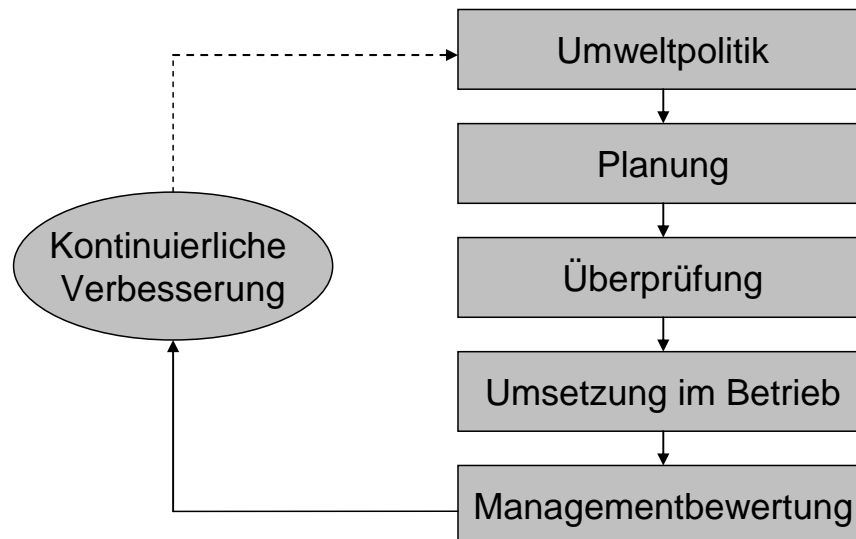 Umweltpolitik
Planung
Überprüfung
Umsetzung im Betrieb
Managementbewertung
Kontinuierliche
Verbesserung